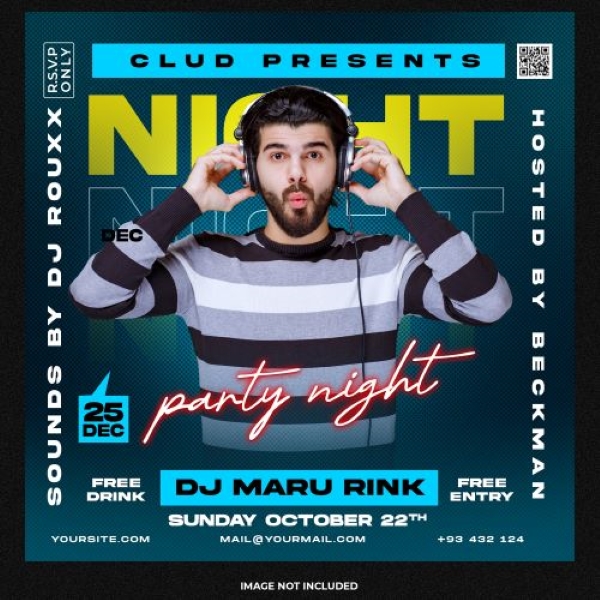 R.S.V.P
ONLY
CLUD PRESENTS
NIGHT
NIGHT
DEC
SOUNDS BY DJ ROUXX
HOSTED BY BECKMAN
party night
25
DEC
FREE
DRINK
DJ MARU RINK
FREE
ENTRY
SUNDAY OCTOBER 22TH
YOURSITE.COM
MAIL@YOURMAIL.COM
+93 432 124
IMAGE NOT INCLUDED